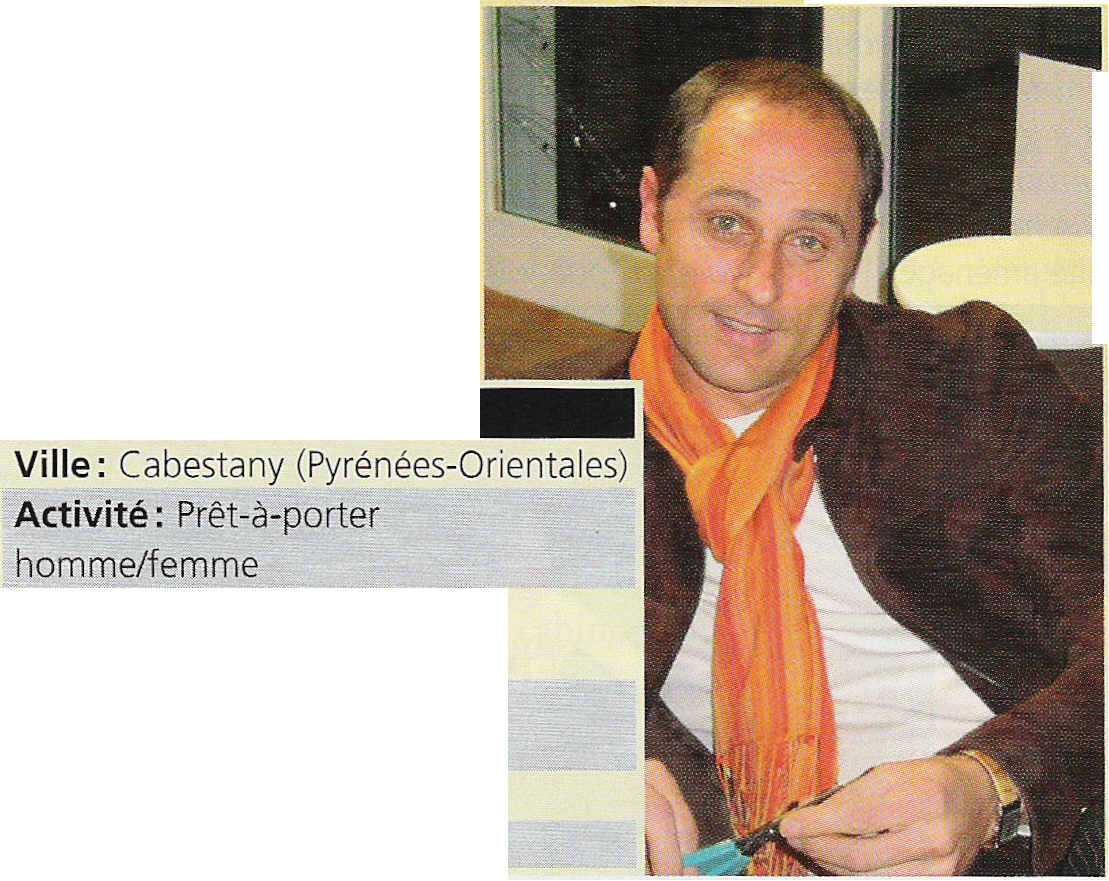 Ville : Cabestany (Pyrénées-Orientales)
Activité : Prêt-à-porter
homme/femme